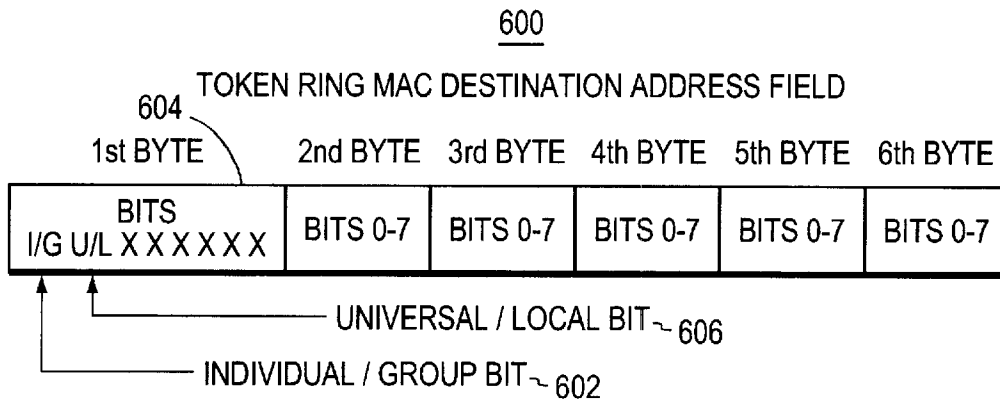 600
TOKEN RING MAC DESTINATION ADDRESS FIELD
604
1st BYTE 2nd BYTE 3rd BYTE 4th BYTE 5th BYTE 6th BYTE
BITS
I/G U/L X X X X X X BITS 0-7 BITS 0-7 BITS 0-7 BITS 0-7 BITS 0-7
UNIVERSAL / LOCAL BIT 606
INDIVIDUAL / GROUP BIT 602